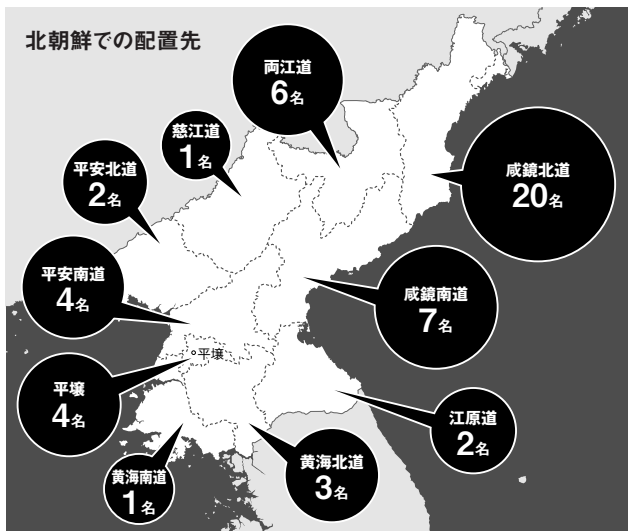 北朝鮮での配置先
両江道
6名
慈江道
1名
平安北道
2名
咸鏡北道
20名
平安南道
4名
咸鏡南道
7名
平壌
平壌
4名
江原道
2名
黄海北道
3名
黄海南道
1名